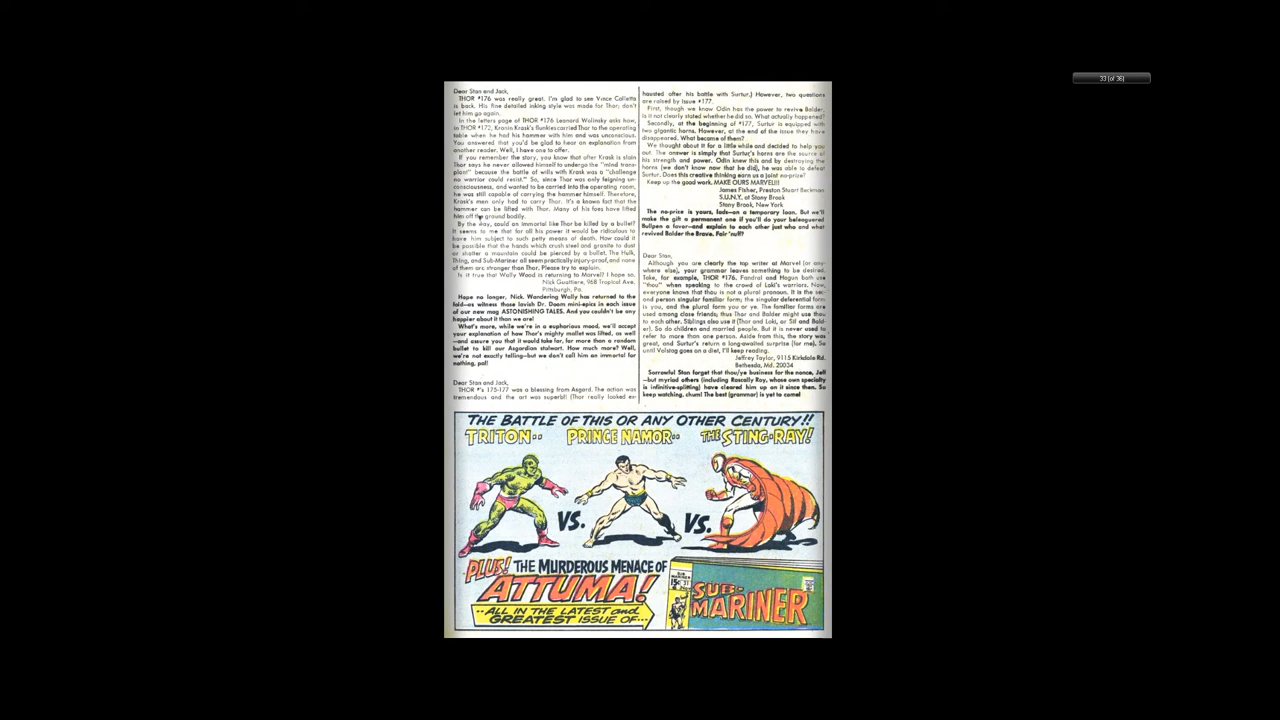 33 (of 36)
Dear Stan and Jack,
THOR #176 was really great. I'm glad to see Vince Colletta
is back. His fine detailed inking style was made for Thor; don't
let him go again.
In the letters page of THOR #176 Leonard Wolinsky asks how,
in THOR #172, Kronin Krask's flunkies carried Thor to the operating
table when he had his hammer with him and was unconscious.
You answered that you'd be glad to hear an explanation from
another reader. Well, I have one to offer.
If you remember the story, you know that after Krask is slain
Thor says he never allowed himself to undergo the "mind trans-
plant" because the battle of wills with Krask was a "challenge
no warrior could resist." So, since Thor was only feigning un-
consciousness, and wanted to be carried into the operating room,
he was still capable of carrying the hammer himself. Therefore,
Krask's men only had to carry Thor. It's a known fact that the
hammer can be lifted with Thor. Many of his foes have lifted
him off the ground bodily.
By the way, could an immortal like Thor be killed by a bullet?
It seems to me that for all his power it would be ridiculous to
have him subject to such petty means of death. How could it
be possible that the hands which crush steel and granite to dust
or shatter a mountain could be pierced by a bullet. The Hulk,
Thing, and Sub-Mariner all seem practically injury-proof, and none
of them are stronger than Thor. Please try to explain.
Is it true that Wally Wood is returning to Marvel? I hope so.
Nick Gualtiere, 968 Tropical Ave.
Pittsburgh, Pa.
Hope no longer, Nick. Wandering Wally has returned to the
fold—as witness those lavish Dr. Doom mini-epics in each issue
of our new mag ASTONISHING TALES. And you couldn't be any
happier about it than we are!
What's more, while we're in a euphorious mood, we'll accept
your explanation of how Thor's mighty mallet was lifted, as well
—and assure you that it would take far, far more than a random
bullet to kill our Asgardian stalwart. How much more? Well,
we're not exactly telling—but we don't call him an immortal for
nothing, pal!
Dear Stan and Jack,
THOR #'s 175-177 was a blessing from Asgard. The action was
tremendous and the art was superb! (Thor really looked ex-
hausted after his battle with Surtur.) However, two questions
are raised by issue #177.
First, though we know Odin has the power to revive Balder,
is it not clearly stated whether he did so. What actually happened?
Secondly, at the beginning of #177, Surtur is equipped with
two gigantic horns. However, at the end of the issue they have
disappeared. What became of them?
We thought about it for a little while and decided to help you
out. The answer is simply that Surtur's horns are the source of
his strength and power. Odin knew this and by destroying the
horns (we don't know now that he did), he was able to defeat
Surtur. Does this creative thinking earn us a joint no-prize?
Keep up the good work. MAKE OURS MARVEL!!!
James Fisher, Preston Stuart Beckman
S.U.N.Y. at Stony Brook
Stony Brook, New York
The no-prize is yours, lads—on a temporary loan. But we'll
make the gift a permanent one if you'll do your beleaguered
Bullpen a favor—and explain to each other just who and what
revived Balder the Brave. Fair 'nuff?
Dear Stan,
Although you are clearly the top writer at Marvel (or any-
where else), your grammar leaves something to be desired.
Take, for example, THOR #176. Fandral and Hogun both use
"thou" when speaking to the crowd of Loki's warriors. Now,
everyone knows that thou is not a plural pronoun. It is the sec-
ond person singular familiar form; the singular deferential form
is you, and the plural form you or ye. The familiar forms are
used among close friends; thus Thor and Balder might use thou
to each other. Siblings also use it (Thor and Loki, or Sif and Bald-
er). So do children and married people. But it is never used to
refer to more than one person. Aside from this, the story was
great, and Surtur's return a long-awaited surprise (for me). So
until Volstag goes on a diet, I'll keep reading.
Jeffrey Taylor, 9115 Kirkdale Rd.
Bethesda, Md. 20034
Sorrowful Stan forget that thou/ye business for the nonce, Jeff
—but myriad others (including Rascally Roy, whose own specialty
is infinitive-splitting) have cleared him up on it since then. So
keep watching, chum! The best (grammar) is yet to come!
THE BATTLE OF THIS OR ANY OTHER CENTURY!!
TRITON-- PRINCE NAMOR-- THE STING-RAY!
VS. VS.
PLUS! THE MURDEROUS MENACE OF
ATTUMA!
--ALL IN THE LATEST and
GREATEST ISSUE OF---
SUB-MARINER
15¢ 31
SUB-
MARINER